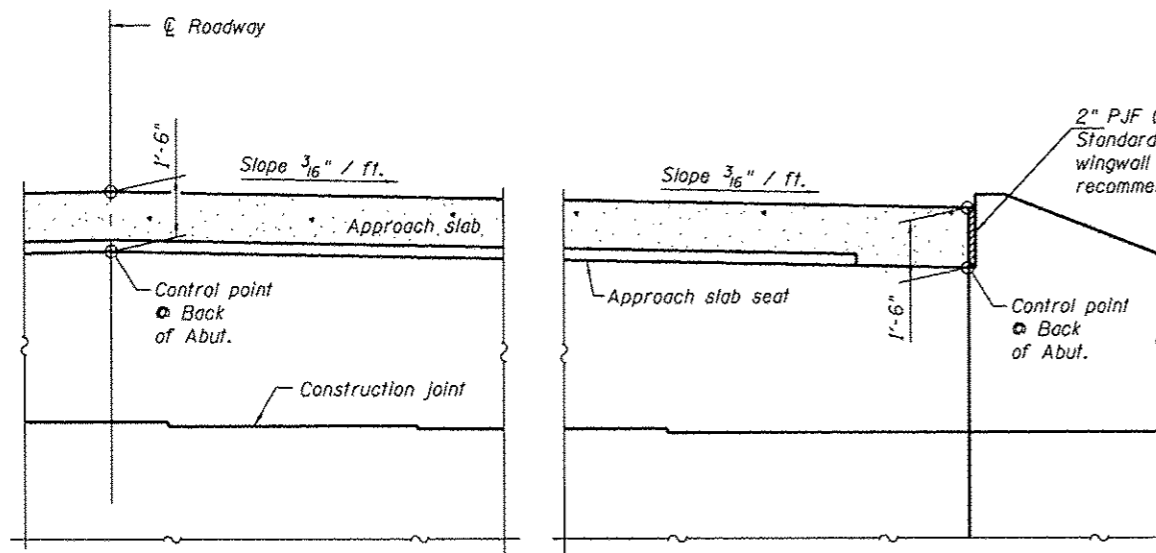 ℄ Roadway
1'-6"
Slope 3/16" / ft.
Approach slab
Control point
@ Back
of Abut.
Construction joint
Slope 3/16" / ft.
2" PJF
Standard
wingwall
recomme
Approach slab seat
1'-6"
Control point
@ Back
of Abut.